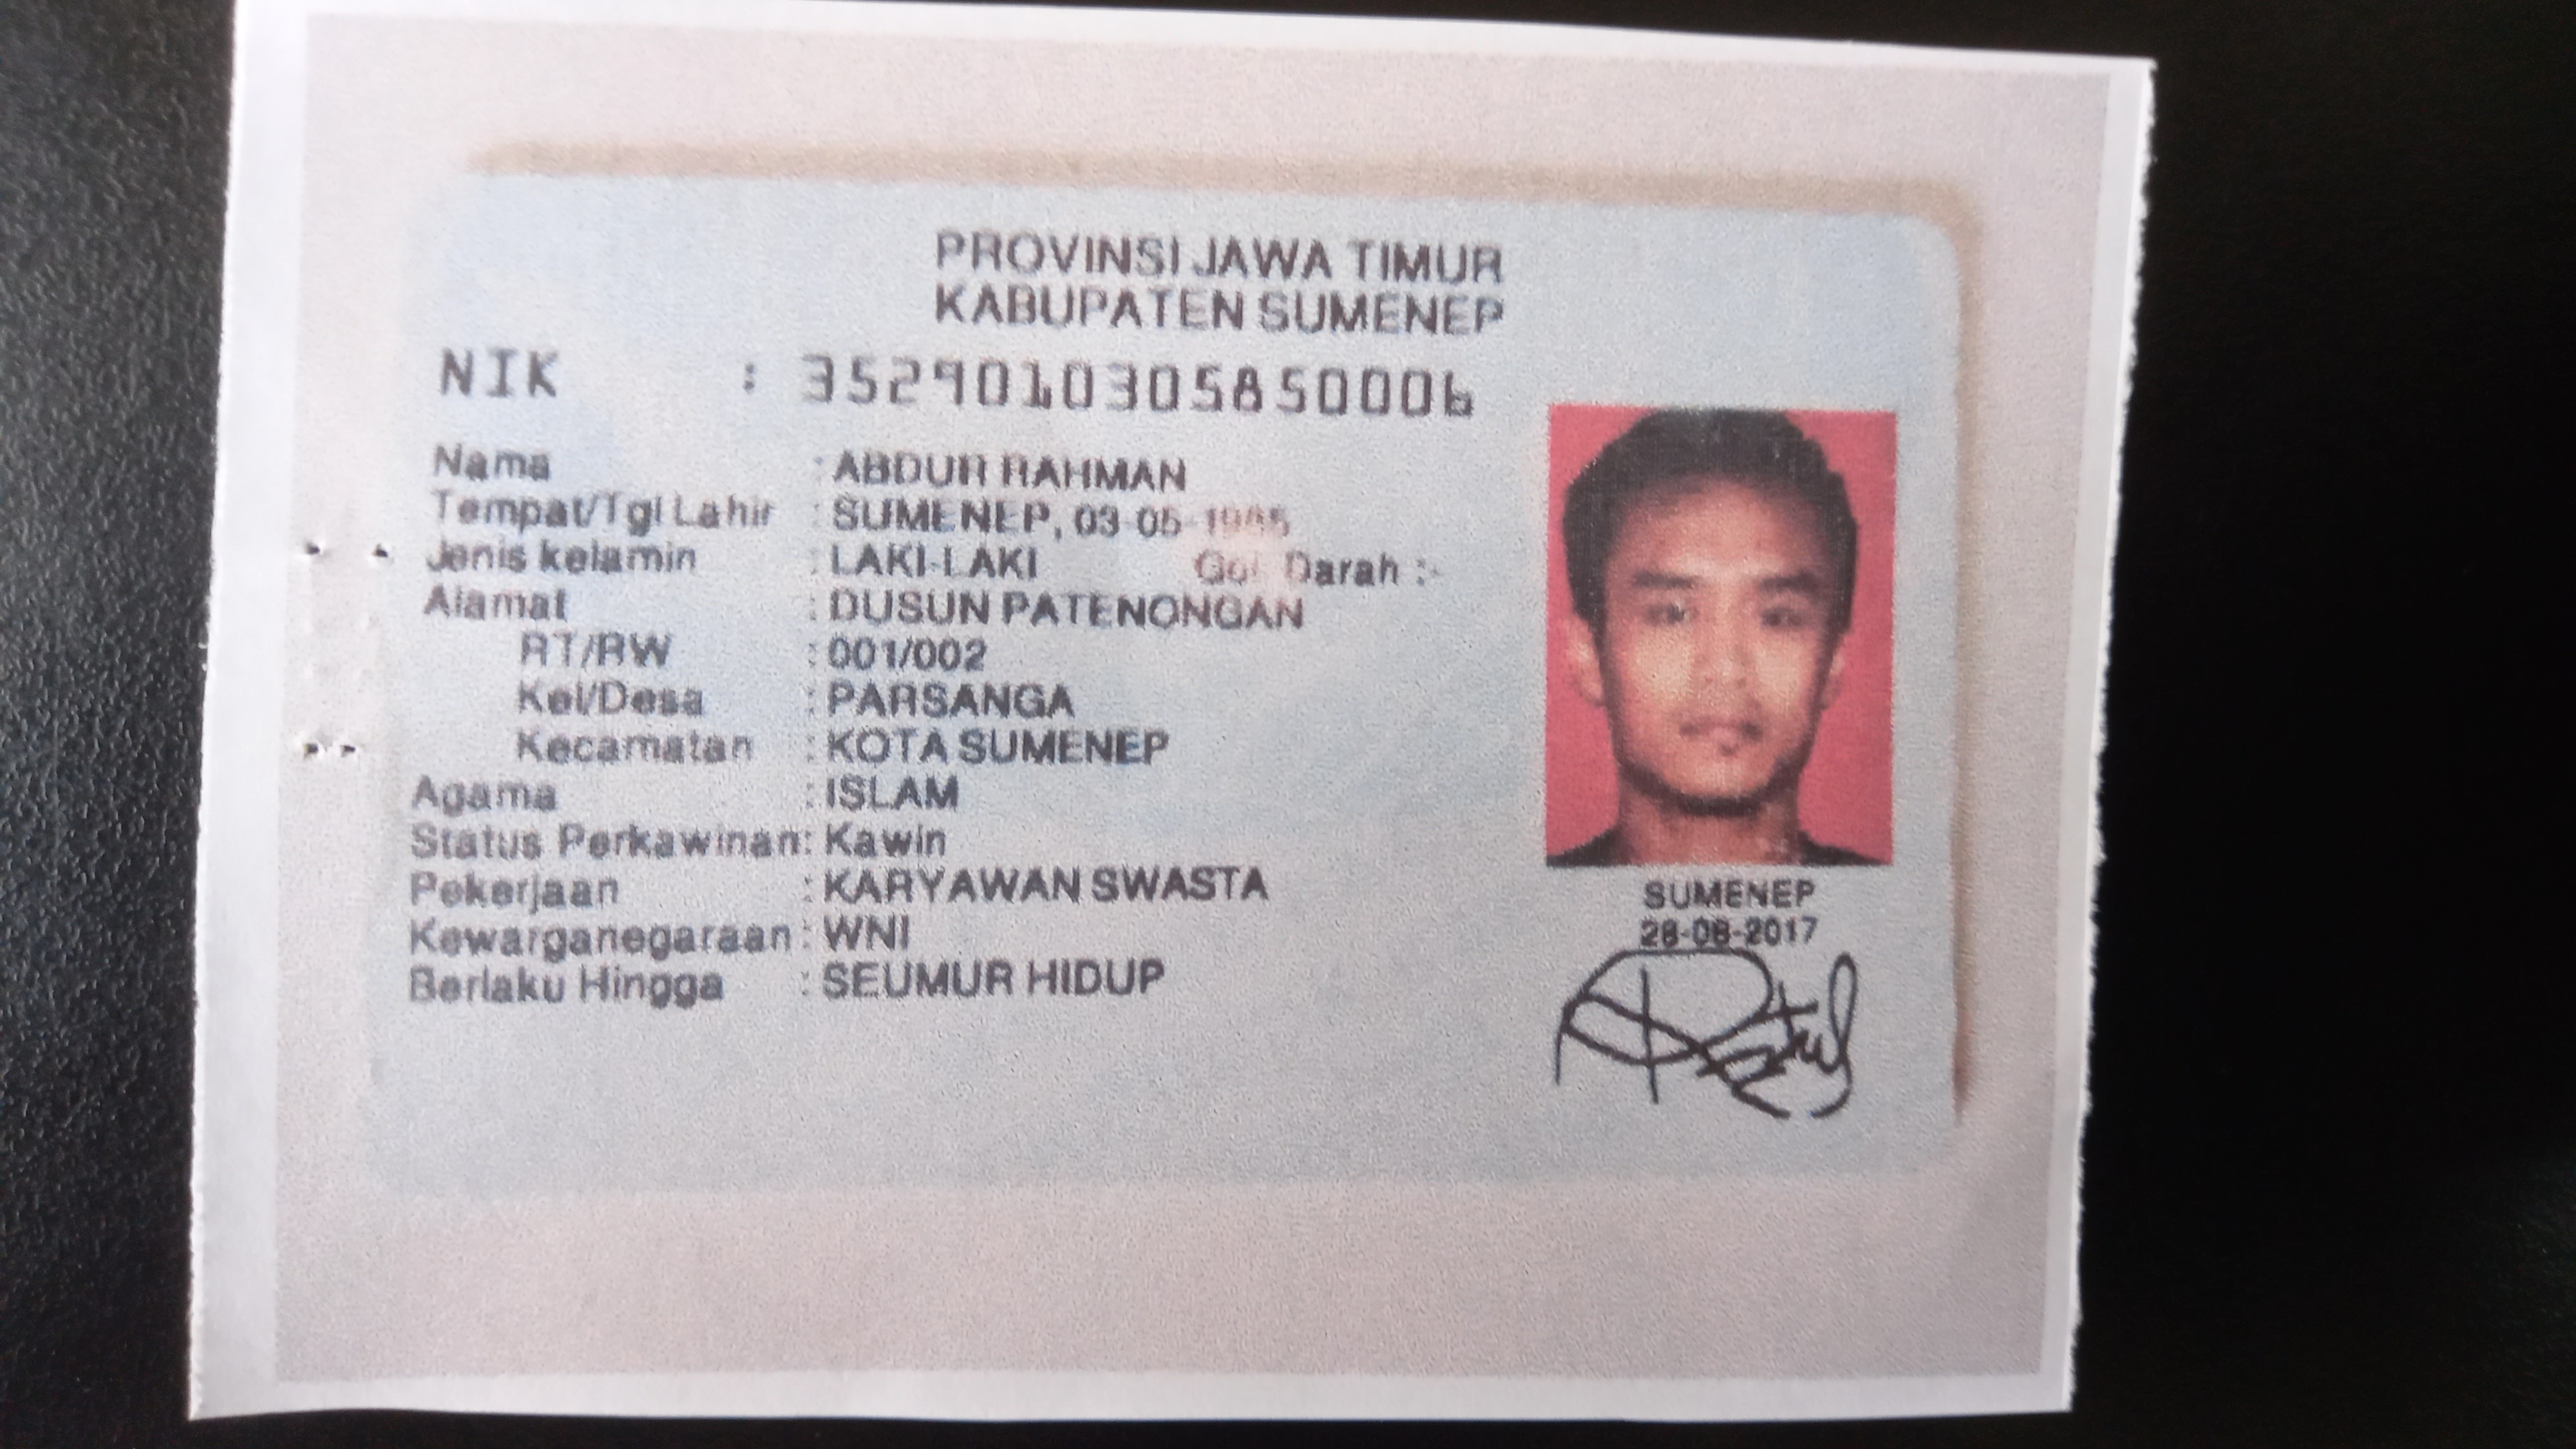 PROVINSI JAWA TIMUR
KABUPATEN SUMENEP
NIK : 3529010305850006
Nama : ABDUR RAHMAN
Tempat/Tgl Lahir : SUMENEP, 03-05-1985
Jenis kelamin : LAKI-LAKI Gol. Darah :-
Alamat : DUSUN PATENONGAN
RT/RW : 001/002
Kel/Desa : PARSANGA
Kecamatan : KOTA SUMENEP
Agama : ISLAM
Status Perkawinan: Kawin
Pekerjaan : KARYAWAN SWASTA
Kewarganegaraan: WNI
Berlaku Hingga : SEUMUR HIDUP
SUMENEP
28-08-2017